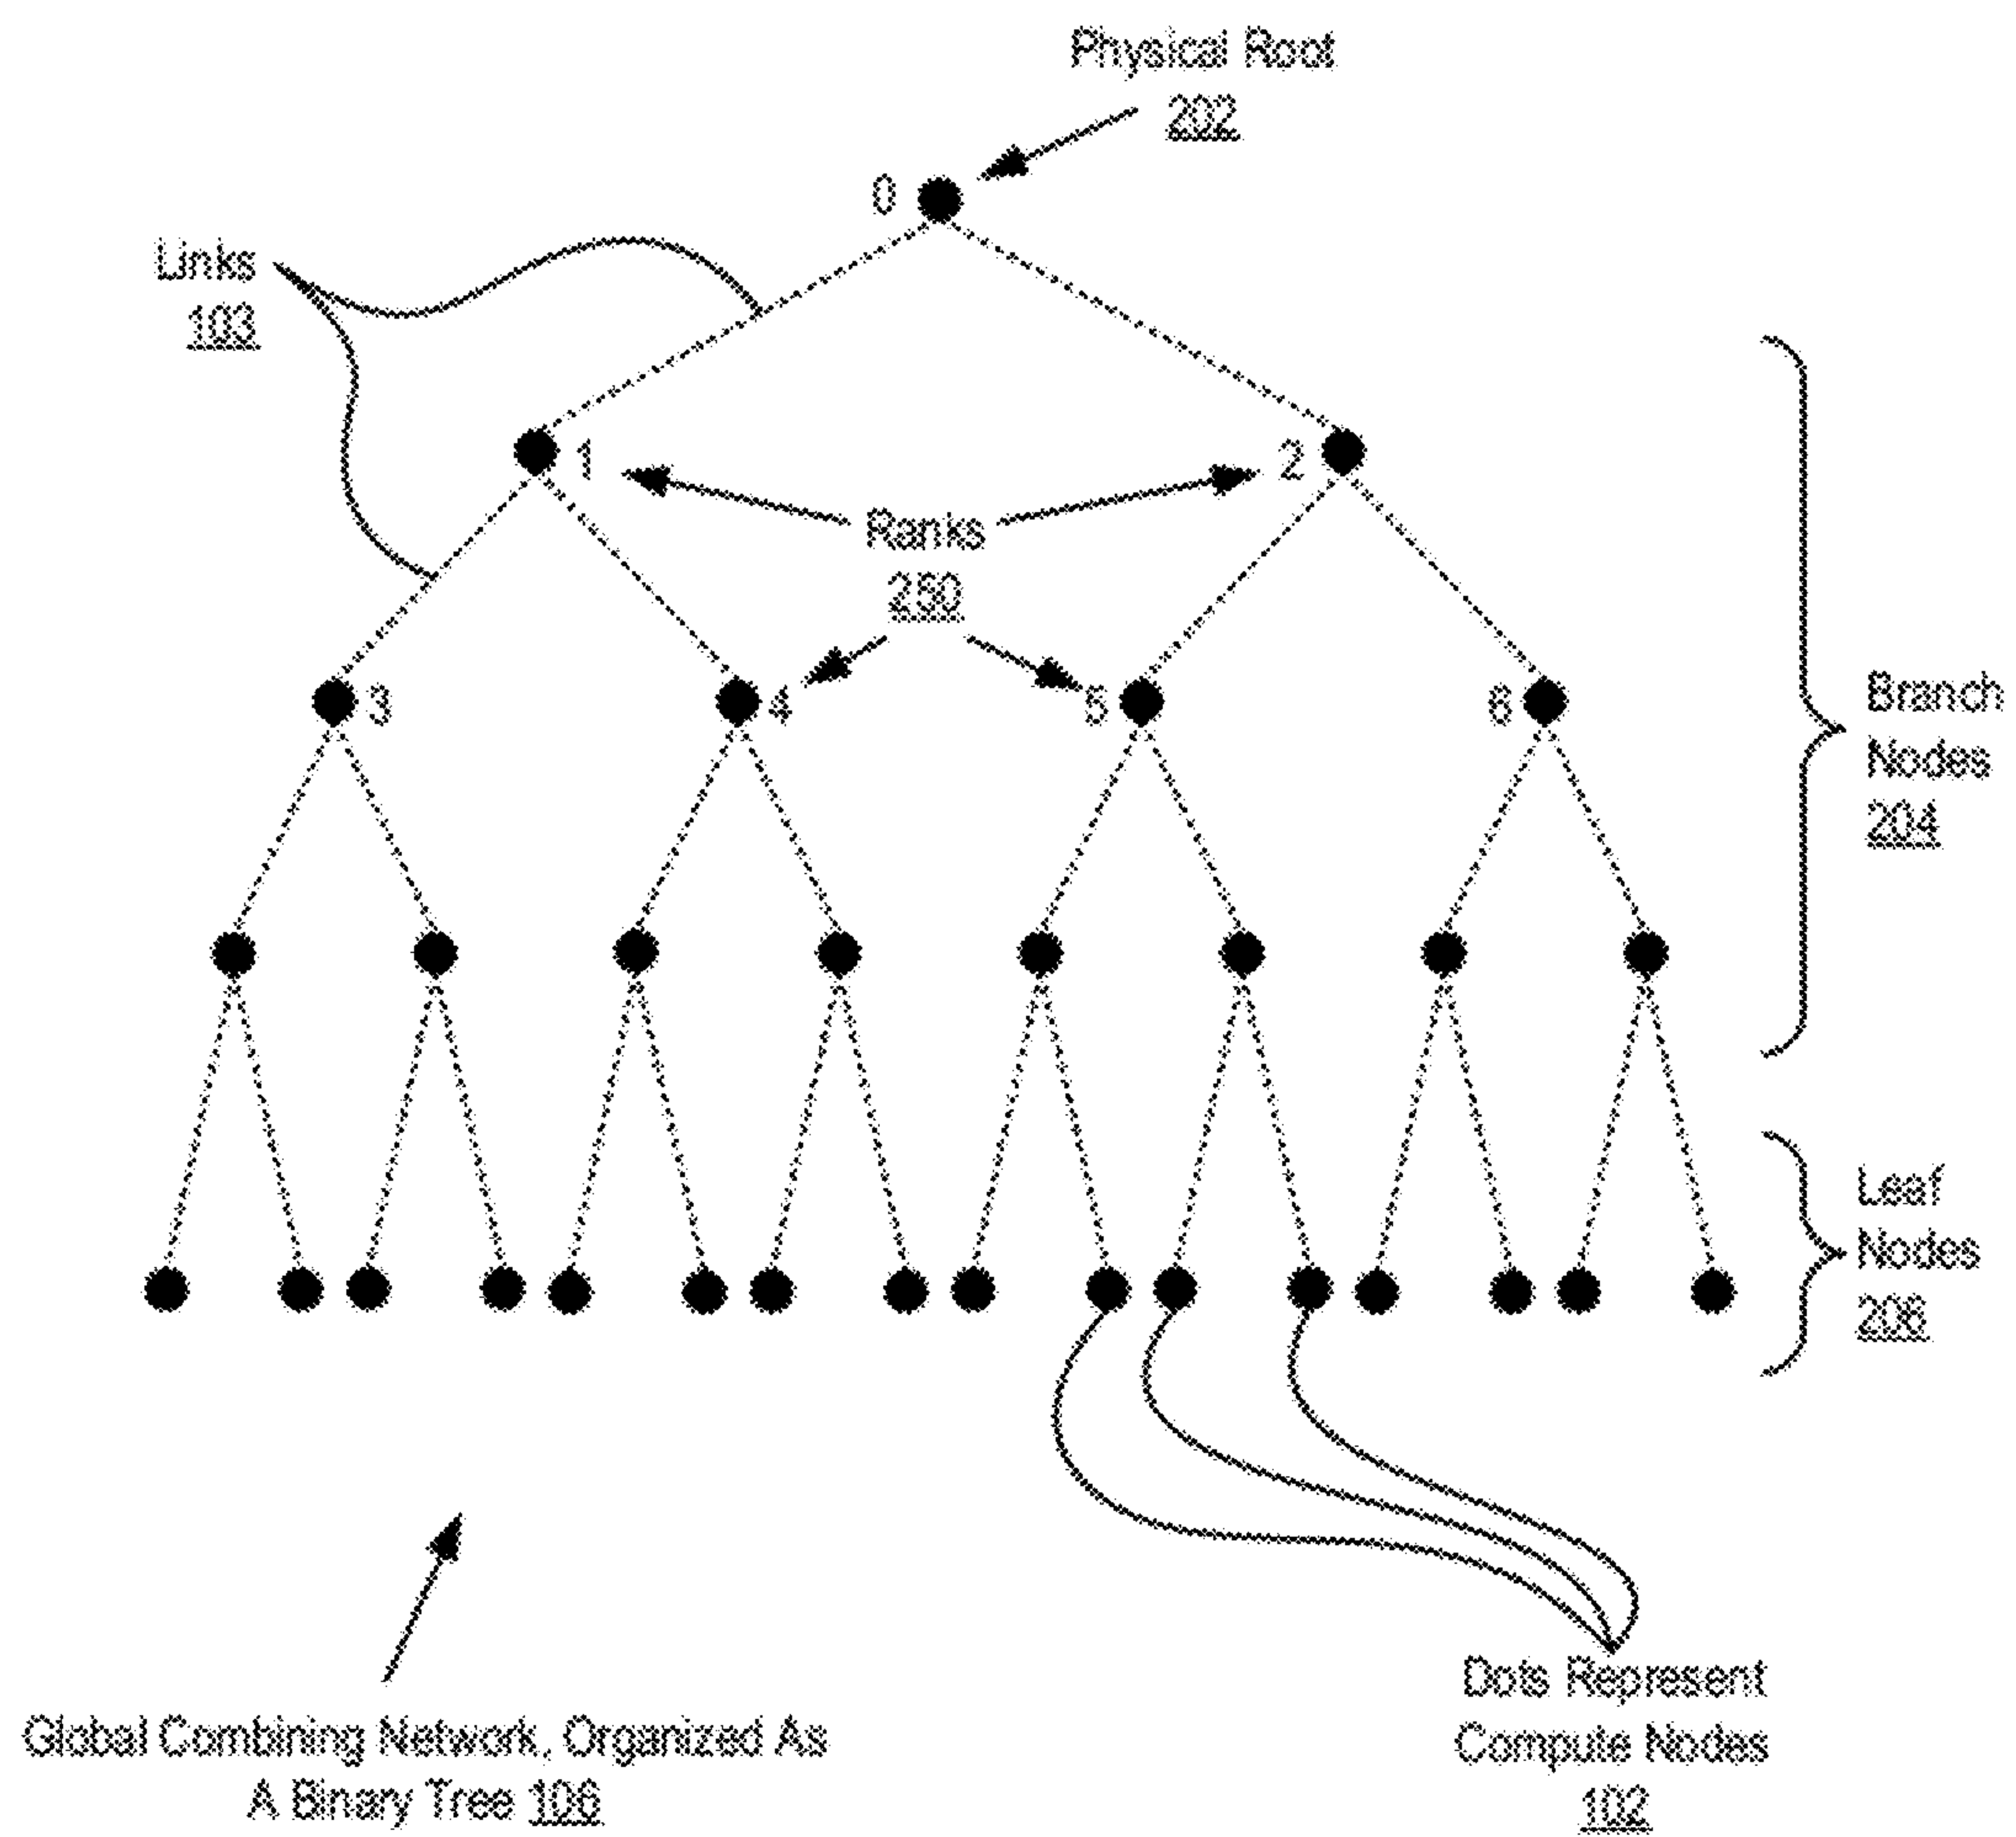 Physical Root
202
0
Links
103
1
2
Ranks
250
3
4
5
6
Branch
Nodes
204
Leaf
Nodes
206
Dots Represent
Compute Nodes
102
Global Combining Network, Organized As
A Binary Tree 106